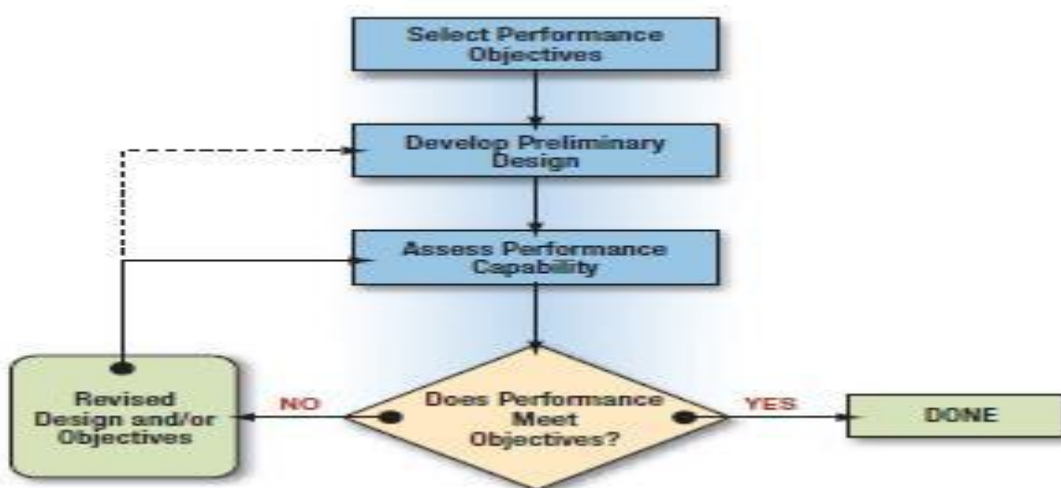 Select Performance
Objectives
Develop Preliminary
Design
Assess Performance
Capability
Revised
Design and/or
Objectives
NO
Does Performance
Meet
Objectives?
YES
DONE